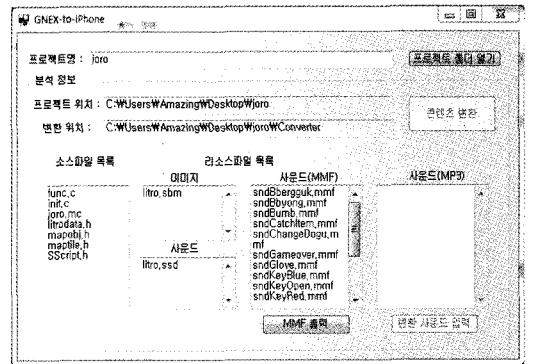 GNEX-to-iPhone
프로젝트명 : joro
프로젝트 폴더 열기
분석 정보
프로젝트 위치 : C:￦Users￦Amazing￦Desktop￦joro
변환 위치 : C:￦Users￦Amazing￦Desktop￦joro￦Converter
콘텐츠 변환
소스파일 목록
리소스파일 목록
이미지
사운드(MMF)
사운드(MP3)
func,c
init,c
joro,mc
litrodata,h
mapobj,h
maptile,h
SScript,h
litro,sbm
사운드
litro,ssd
sndBbergguk,mmf
sndBbyong,mmf
sndBumb,mmf
sndCatchItem,mmf
sndChangeDogu,m
mf
sndGameover,mmf
sndGlove,mmf
sndKeyBlue,mmf
sndKeyOpen,mmf
sndKeyRed,mmf
MMF 출력
변환 사운드 입력